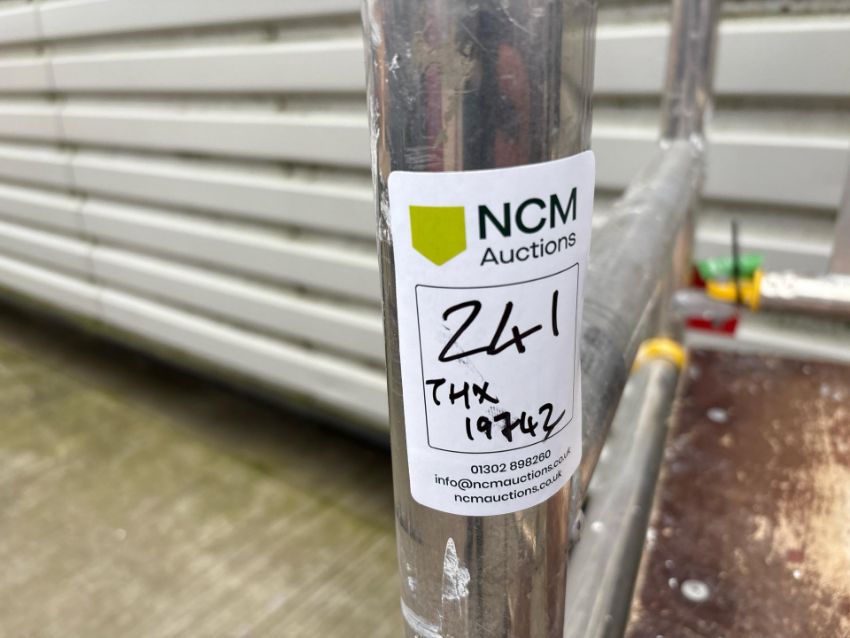 NCM
Auctions
241
THX
19742
01302 898260
info@ncmauctions.co.uk
ncmauctions.co.uk